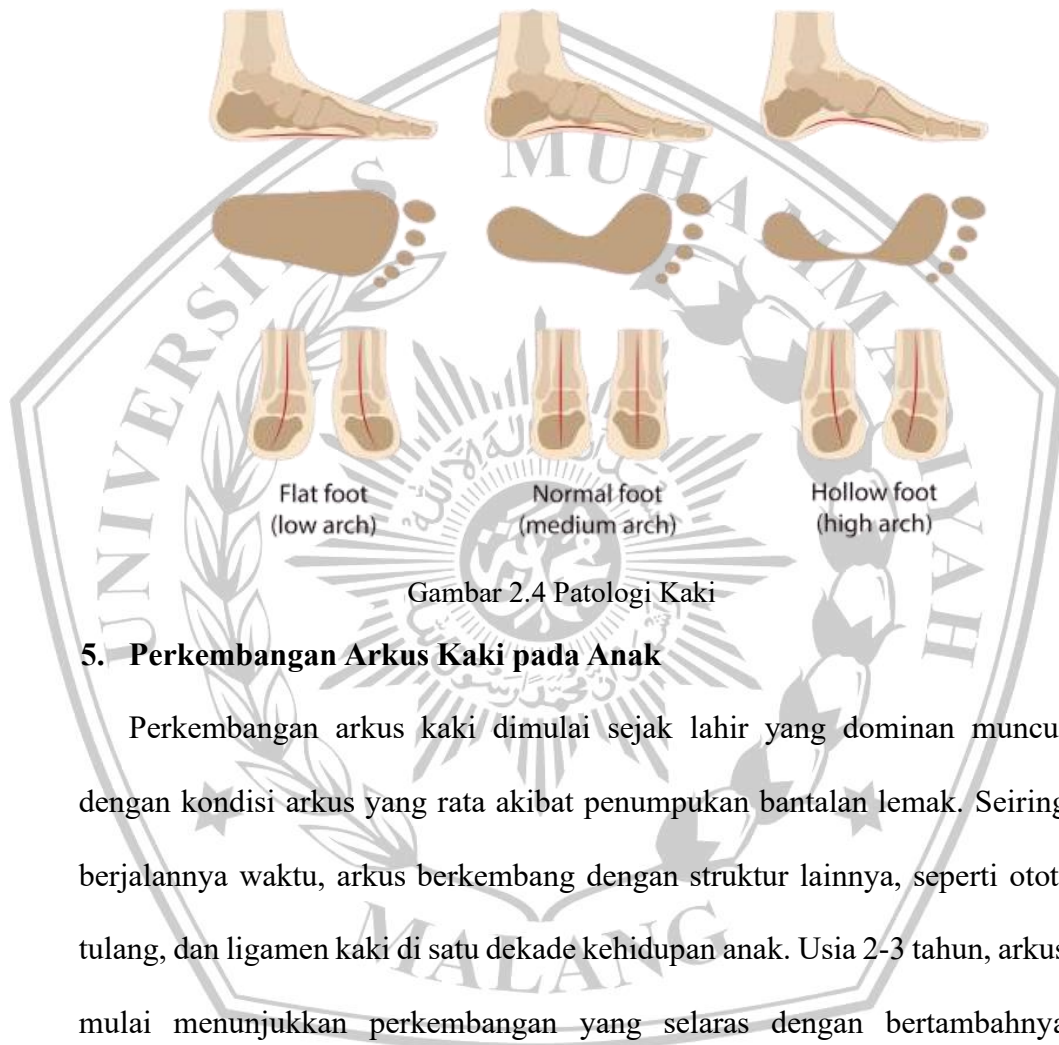 UNIVERSITAS MUHAMMADIYAH
MALANG
Flat foot
(low arch)
Normal foot
(medium arch)
Hollow foot
(high arch)
Gambar 2.4 Patologi Kaki
5. Perkembangan Arkus Kaki pada Anak
Perkembangan arkus kaki dimulai sejak lahir yang dominan muncu
dengan kondisi arkus yang rata akibat penumpukan bantalan lemak. Seiring
berjalannya waktu, arkus berkembang dengan struktur lainnya, seperti otot
tulang, dan ligamen kaki di satu dekade kehidupan anak. Usia 2-3 tahun, arkus
mulai menunjukkan perkembangan yang selaras dengan bertambahnya